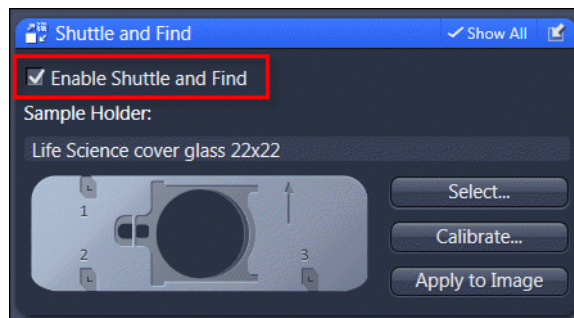 Shuttle and Find
Show All
Enable Shuttle and Find
Sample Holder:
Life Science cover glass 22x22
Select...
1
Calibrate...
2
3
Apply to Image